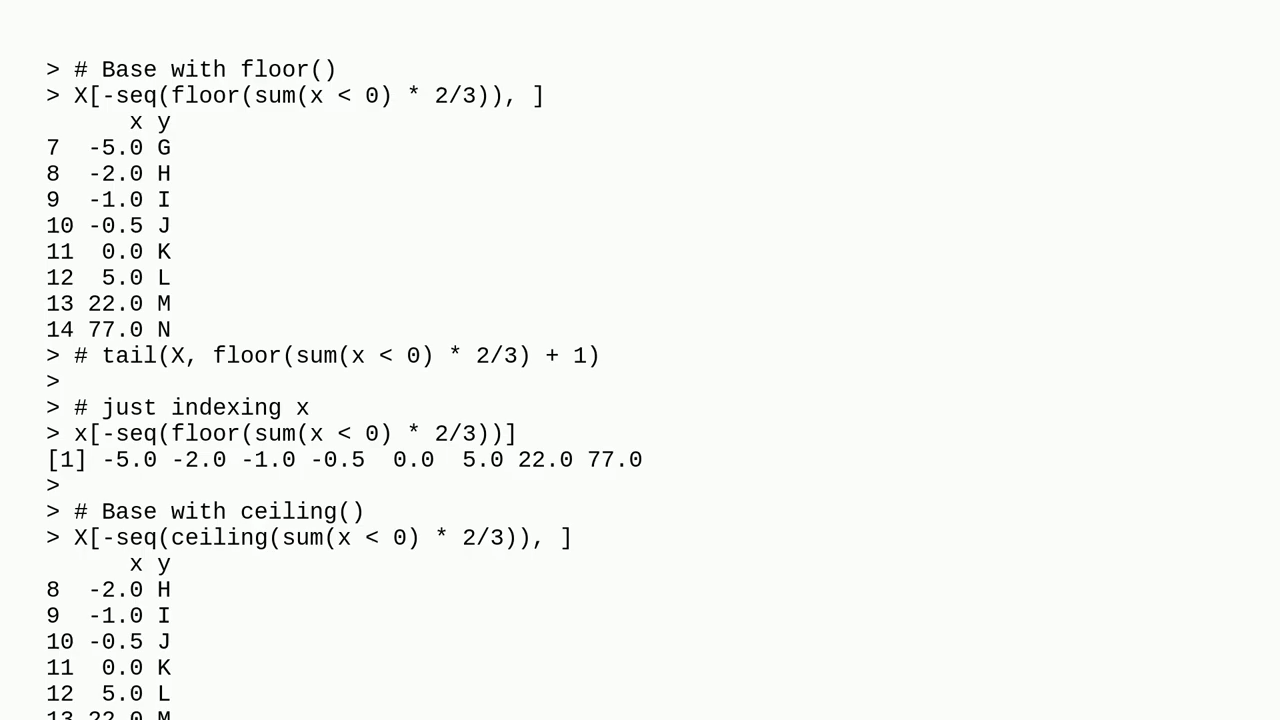 > # Base with floor()
> X[-seq(floor(sum(x < 0) * 2/3)), ]
      x y
7  -5.0 G
8  -2.0 H
9  -1.0 I
10 -0.5 J
11  0.0 K
12  5.0 L
13 22.0 M
14 77.0 N
> # tail(X, floor(sum(x < 0) * 2/3) + 1)
>
> # just indexing x
> x[-seq(floor(sum(x < 0) * 2/3))]
[1] -5.0 -2.0 -1.0 -0.5  0.0  5.0 22.0 77.0
>
> # Base with ceiling()
> X[-seq(ceiling(sum(x < 0) * 2/3)), ]
      x y
8  -2.0 H
9  -1.0 I
10 -0.5 J
11  0.0 K
12  5.0 L
13 22.0 M